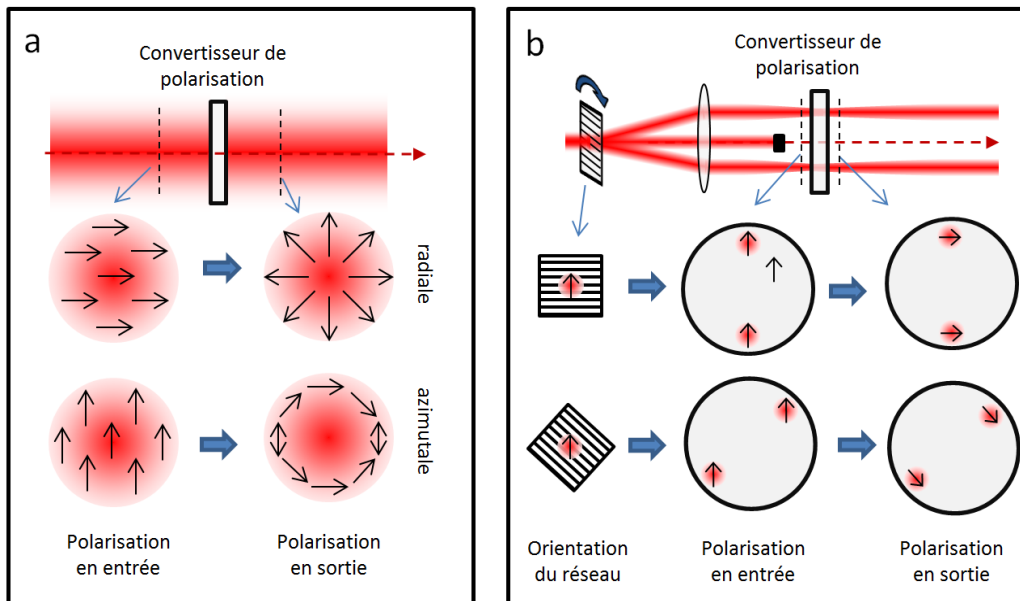 a
Convertisseur de
polarisation
radiale
azimutale
Polarisation
en entrée
Polarisation
en sortie
b
Convertisseur de
polarisation
Orientation
du réseau
Polarisation
en entrée
Polarisation
en sortie